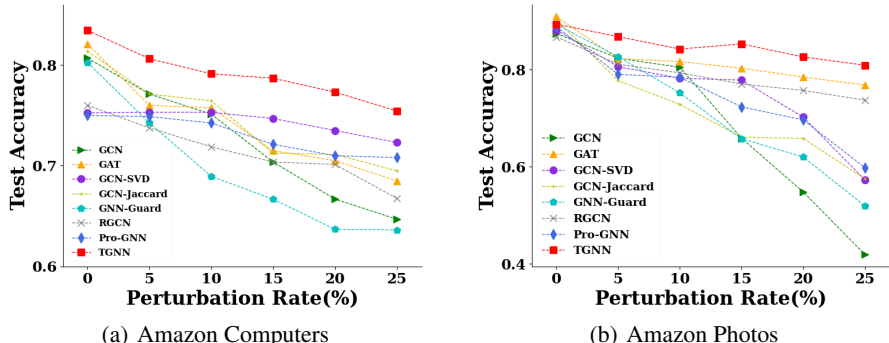 0.8
0.7
0.6
Test Accuracy
GCN
GAT
GCN-SVD
GCN-Jaccard
GNN-Guard
RGCN
Pro-GNN
TGNN
0 5 10 15 20 25
Perturbation Rate(%)
(a) Amazon Computers
0.8
0.6
0.4
Test Accuracy
GCN
GAT
GCN-SVD
GCN-Jaccard
GNN-Guard
RGCN
Pro-GNN
TGNN
0 5 10 15 20 25
Perturbation Rate(%)
(b) Amazon Photos